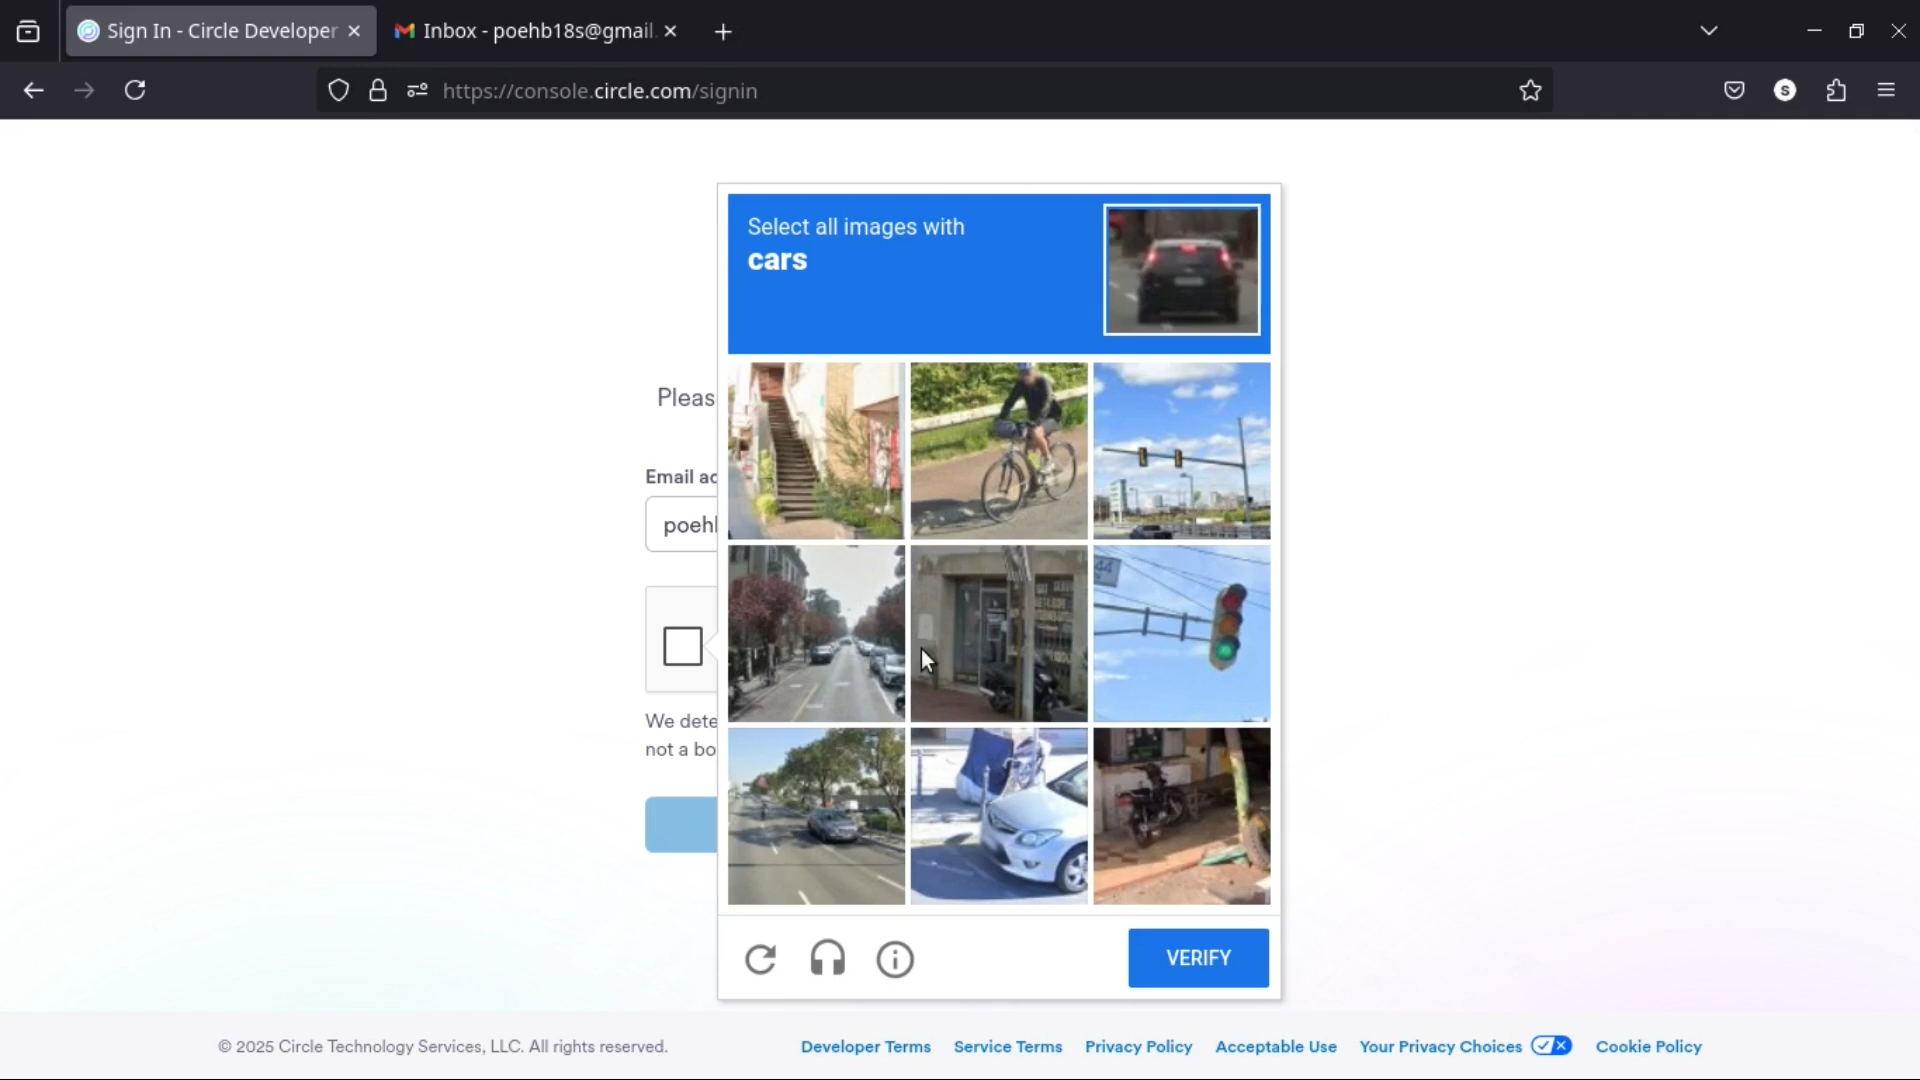 Sign In - Circle Developer
Inbox - poehb18s@gmail.
https://console.circle.com/signin
S
Select all images with
cars
Pleas
Email ac
poehl
44
We dete
not a bo
VERIFY
© 2025 Circle Technology Services, LLC. All rights reserved.
Developer Terms
Service Terms
Privacy Policy
Acceptable Use
Your Privacy Choices
Cookie Policy